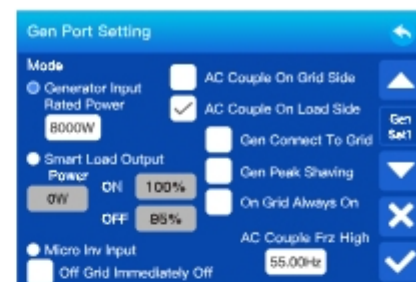 Gen Port Setting
Mode
Generator Input
Rated Power
8000W
AC Couple On Grid Side
AC Couple On Load Side
Gen Connect To Grid
Gen Peak Shaving
On Grid Always On
Smart Load Output
Power
0W
ON 100%
OFF 95%
Micro Inv Input
Off Grid Immediately Off
AC Couple Frz High
55.00Hz
Gen
Set1